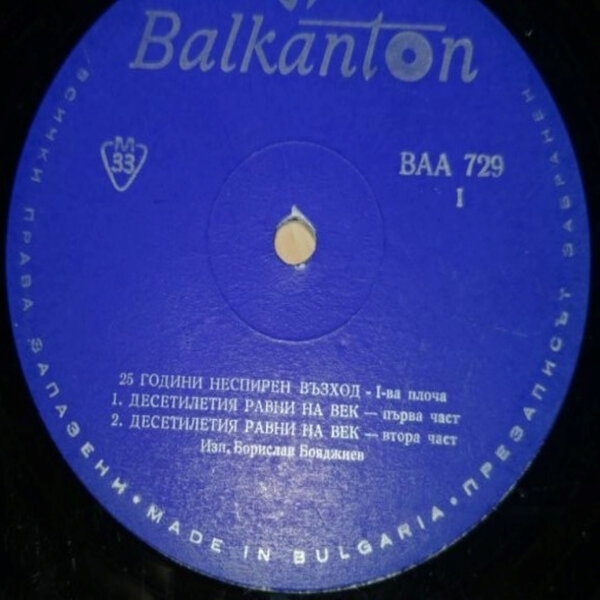 Balkanton
M
33
ВАА 729
I
25 ГОДИНИ НЕСПИРЕН ВЪЗХОД - I-ва плоча
1. ДЕСЕТИЛЕТИЯ РАВНИ НА ВЕК — първа част
2. ДЕСЕТИЛЕТИЯ РАВНИ НА ВЕК — втора част
Изп. Борислав Бояджиев
ВСИЧКИ ПРАВА ЗАПАЗЕНИ • MADE IN BULGARIA • ПРЕЗАПИСЪТ ЗАБРАНЕН